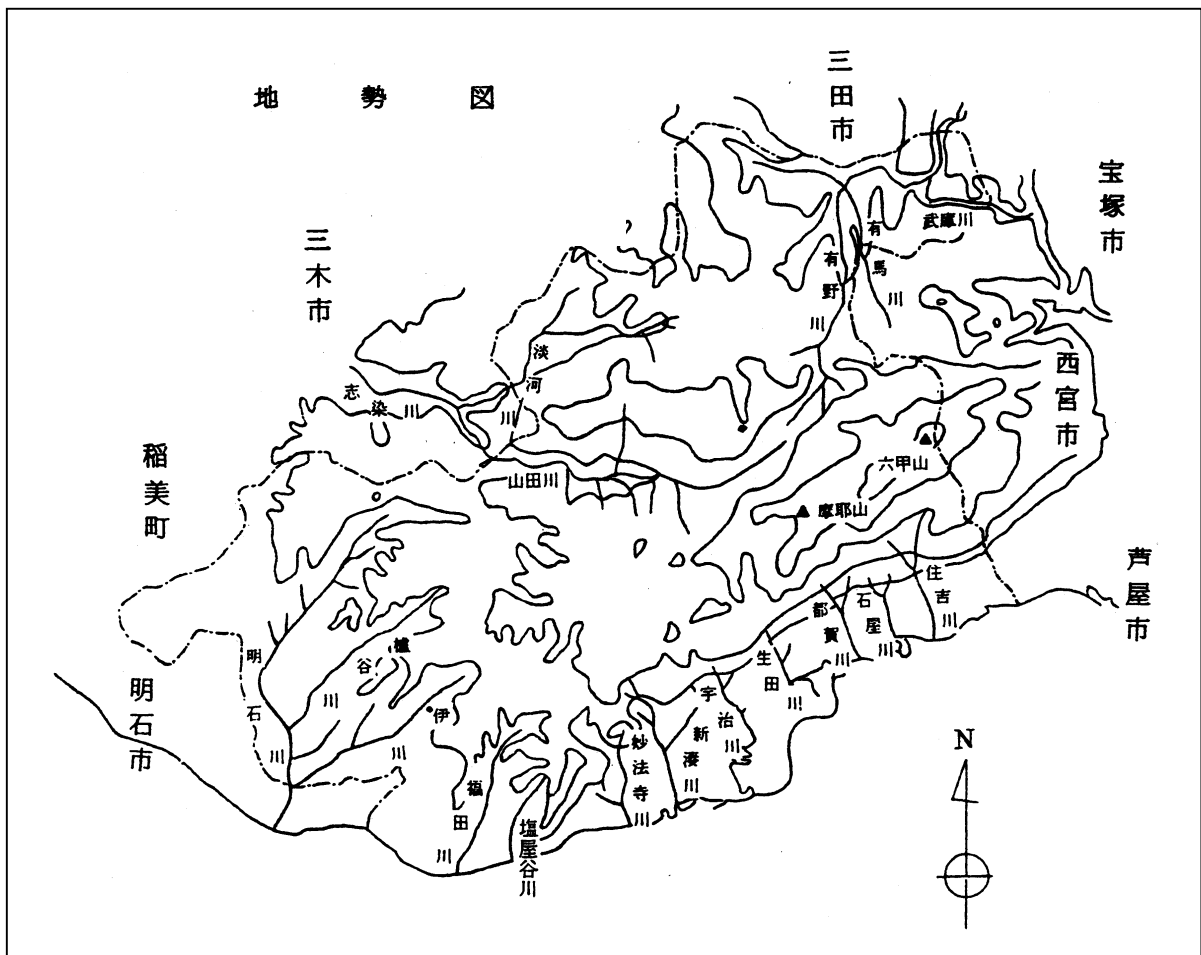 地勢図
三田市
宝塚市
三木市
武庫川
有馬川
有野川
淡河川
志染川
西宮市
稲美町
山田川
六甲山
摩耶山
芦屋市
住吉川
石屋川
都賀川
生田川
宇治川
新湊川
妙法寺川
明石川
櫨谷川
伊川
福田川
塩屋谷川
明石市
N